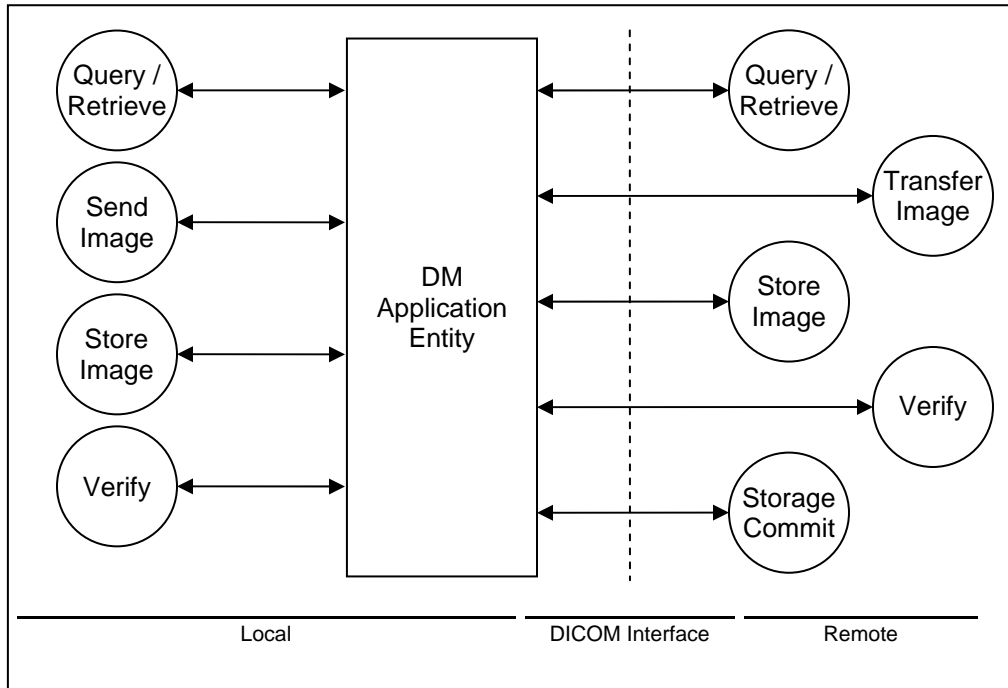 Query /
Retrieve
Send
Image
Store
Image
Verify
DM
Application
Entity
Query /
Retrieve
Transfer
Image
Store
Image
Verify
Storage
Commit
Local
DICOM Interface
Remote